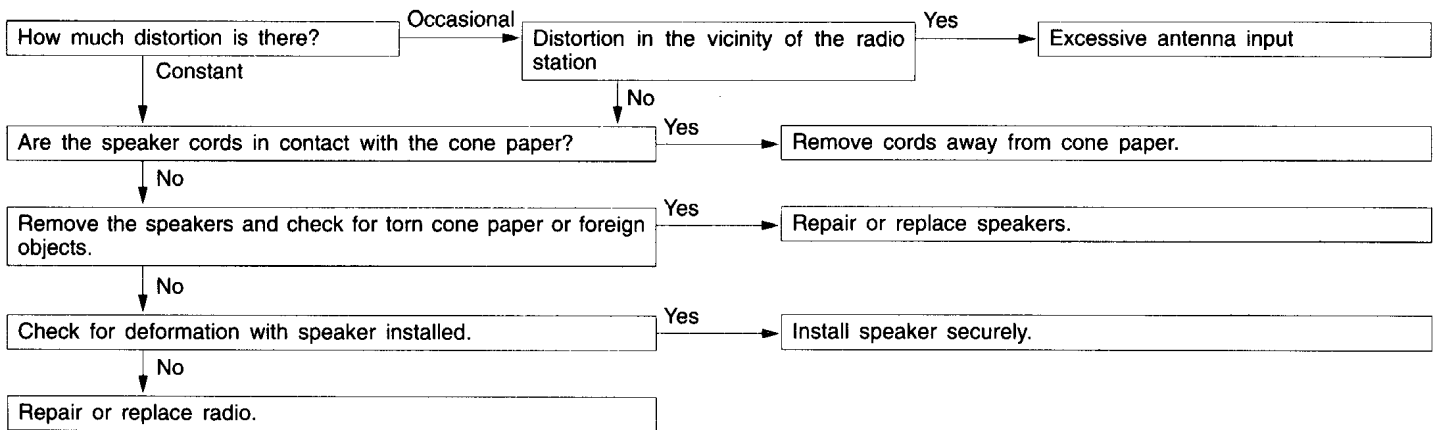 How much distortion is there?
Occasional
Distortion in the vicinity of the radio
station
Yes
Excessive antenna input
Constant
No
Are the speaker cords in contact with the cone paper?
Yes
Remove cords away from cone paper.
No
Remove the speakers and check for torn cone paper or foreign
objects.
Yes
Repair or replace speakers.
No
Check for deformation with speaker installed.
Yes
Install speaker securely.
No
Repair or replace radio.